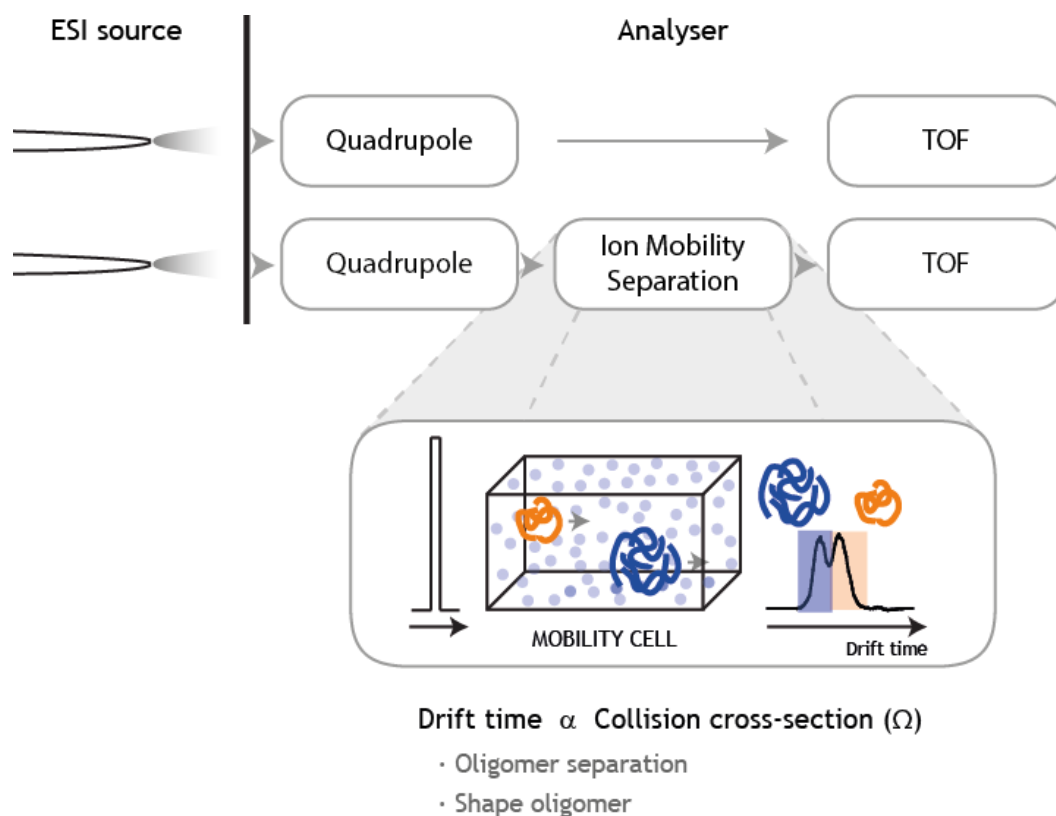 ESI source
Analyser
Quadrupole
TOF
Quadrupole
Ion Mobility
Separation
TOF
MOBILITY CELL
Drift time
Drift time α Collision cross-section (Ω)
· Oligomer separation
· Shape oligomer